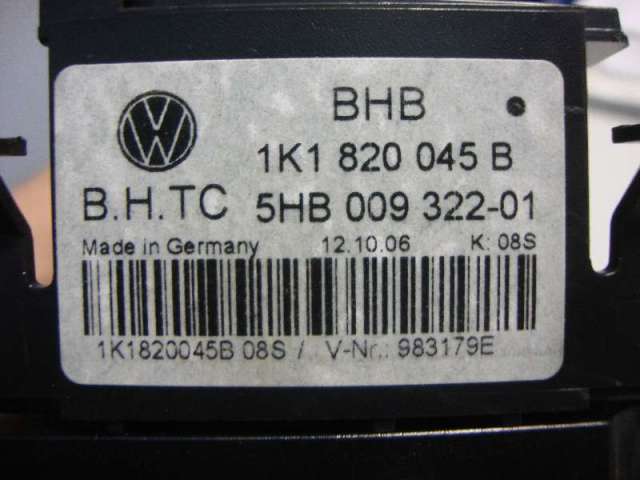 BHB
1K1 820 045 B
B.H.TC 5HB 009 322-01
Made in Germany 12.10.06 K: 08S
1K1820045B 08S / V-Nr.: 983179E